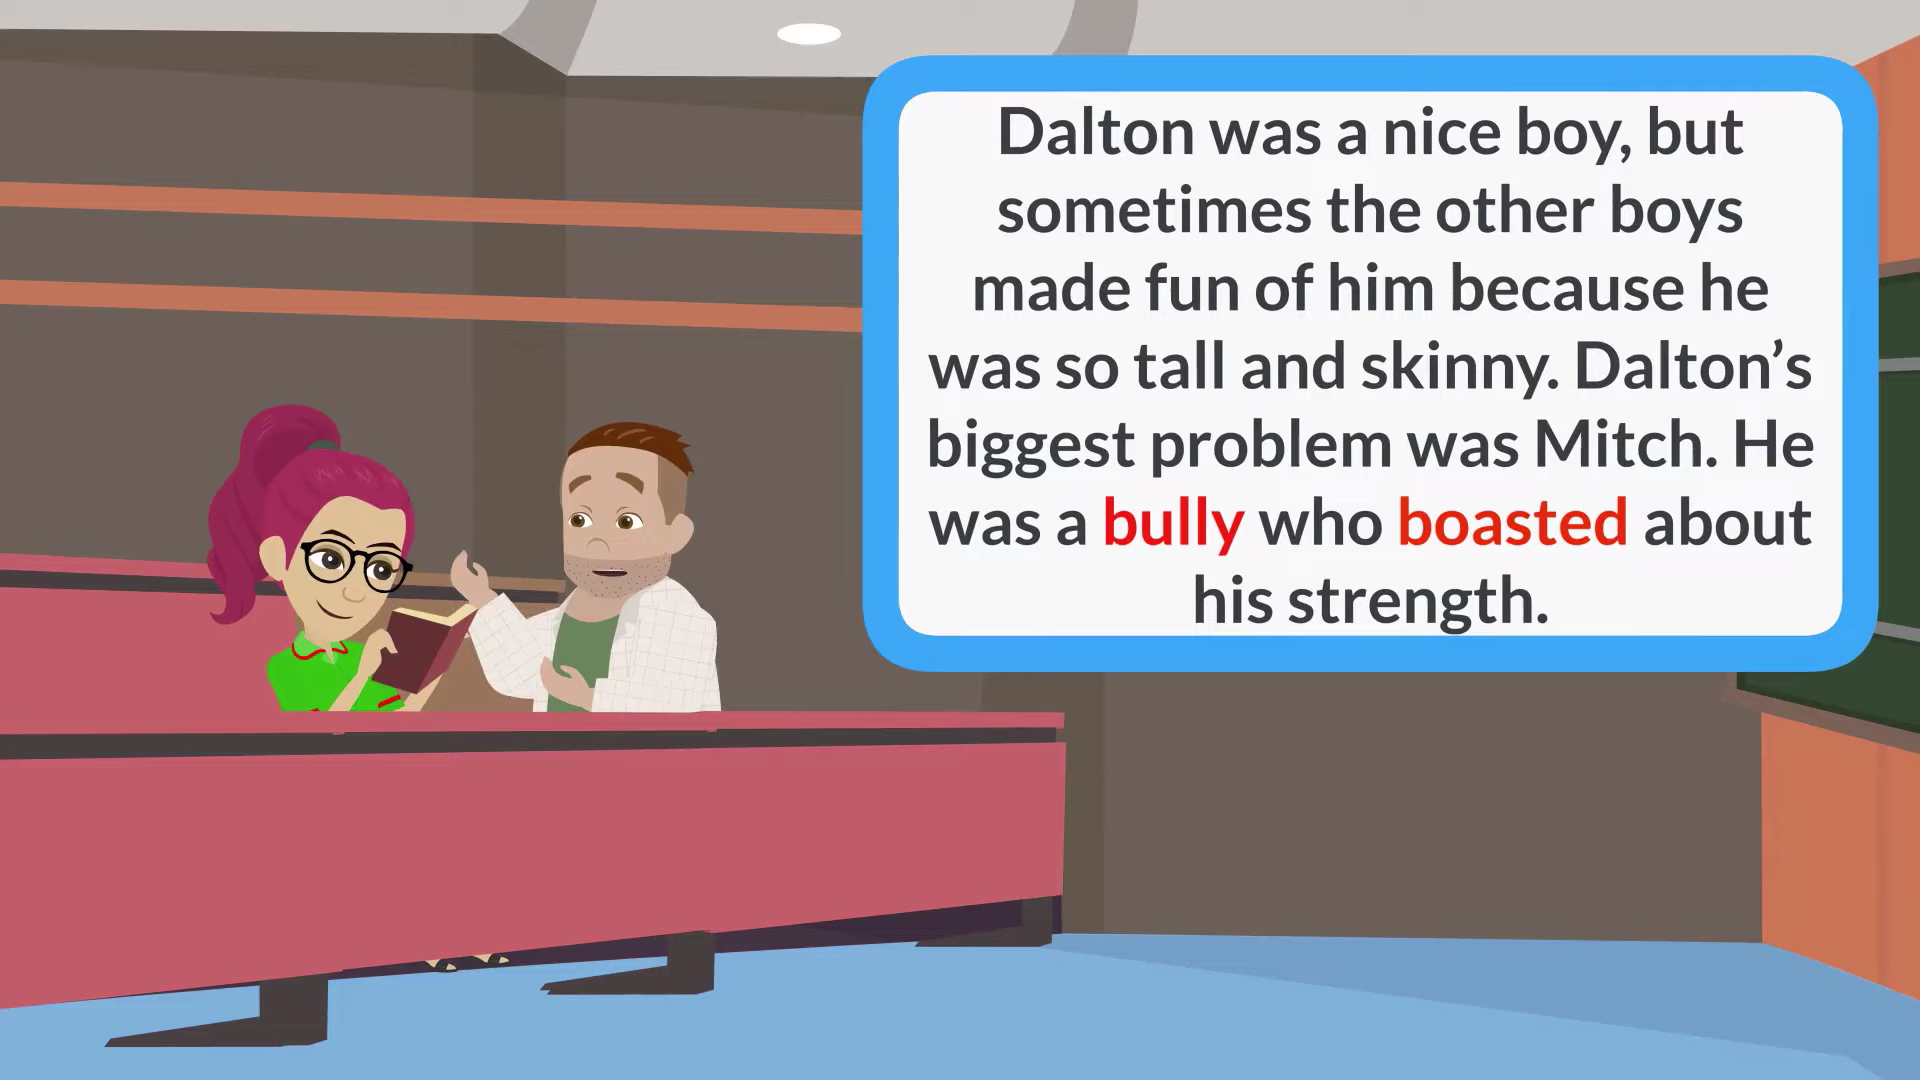 Dalton was a nice boy, but
sometimes the other boys
made fun of him because he
was so tall and skinny. Dalton’s
biggest problem was Mitch. He
was a bully who boasted about
his strength.